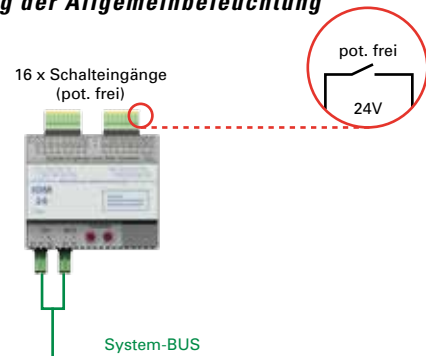 g der Allgemeinbeleuchtung
pot. frei
24V
16 x Schalteingänge
(pot. frei)
System-BUS